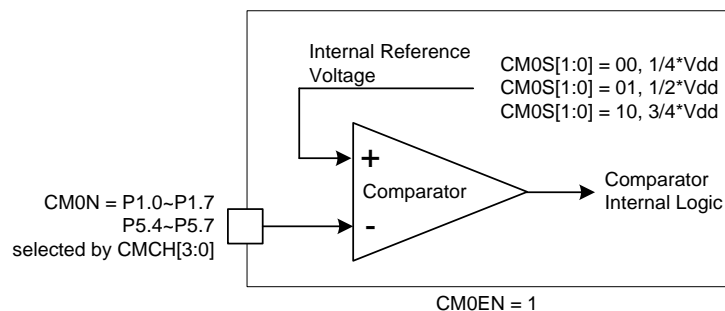 Internal Reference
Voltage
CM0S[1:0] = 00, 1/4*Vdd
CM0S[1:0] = 01, 1/2*Vdd
CM0S[1:0] = 10, 3/4*Vdd
+
Comparator
-
Comparator
Internal Logic
CM0N = P1.0~P1.7
P5.4~P5.7
selected by CMCH[3:0]
CM0EN = 1